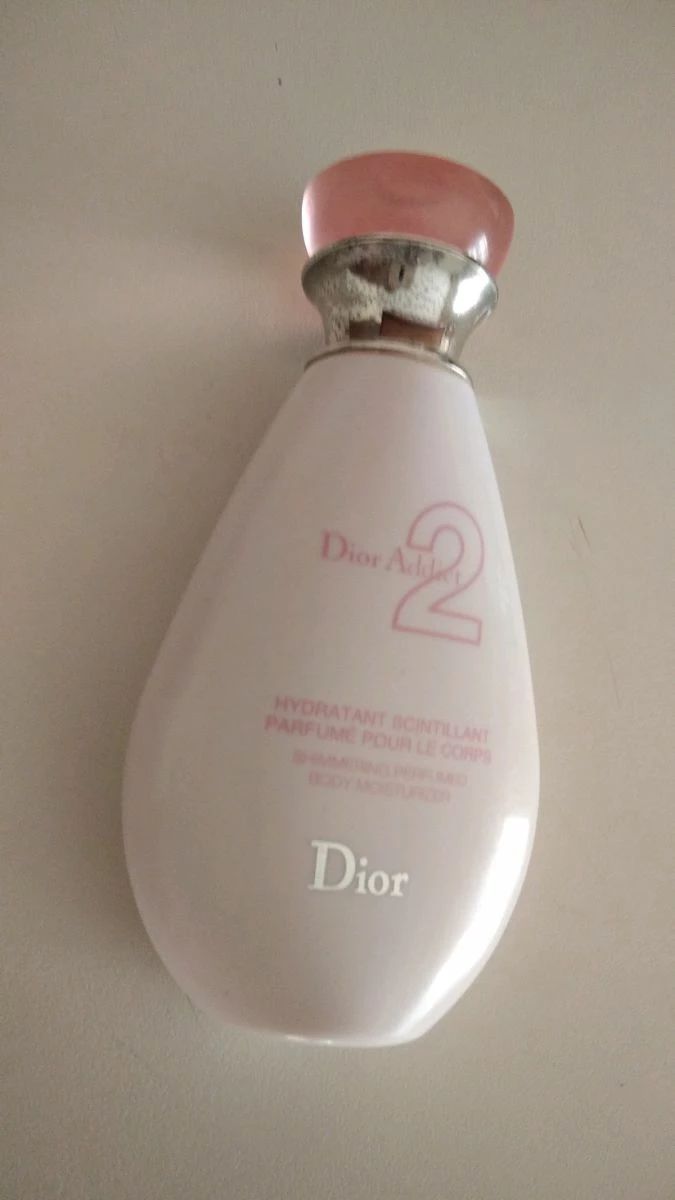 Dior Addict
2
HYDRATANT SCINTILLANT
PARFUMÉ POUR LE CORPS
SHIMMERING PERFUMED
BODY MOISTURIZER
Dior